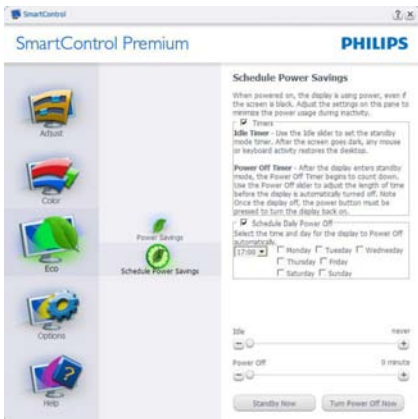 SmartControl
SmartControl Premium
PHILIPS
Adjust
Color
Eco
Options
Help
Power Savings
Schedule Power Savings
Schedule Power Savings
When powered on, the display is using power, even if
the screen is black. Adjust the settings on this pane to
minimize the power usage during inactivity.
Timers
Idle Timer - Use the Idle slider to set the standby
mode timer. After the screen goes dark, any mouse
or keyboard activity restores the desktop.
Power Off Timer - After the display enters standby
mode, the Power Off Timer begins to count down.
Use the Power Off slider to adjust the length of time
before the display is automatically turned off. Note
Once the display off, the power button must be
pressed to turn the display back on.
Schedule Daily Power Off
Select the time and day for the display to Power Off
automatically.
17:00 Monday Tuesday Wednesday
Thursday Friday
Saturday Sunday
Idle never
Power Off 0 minute
Standby Now Turn Power Off Now